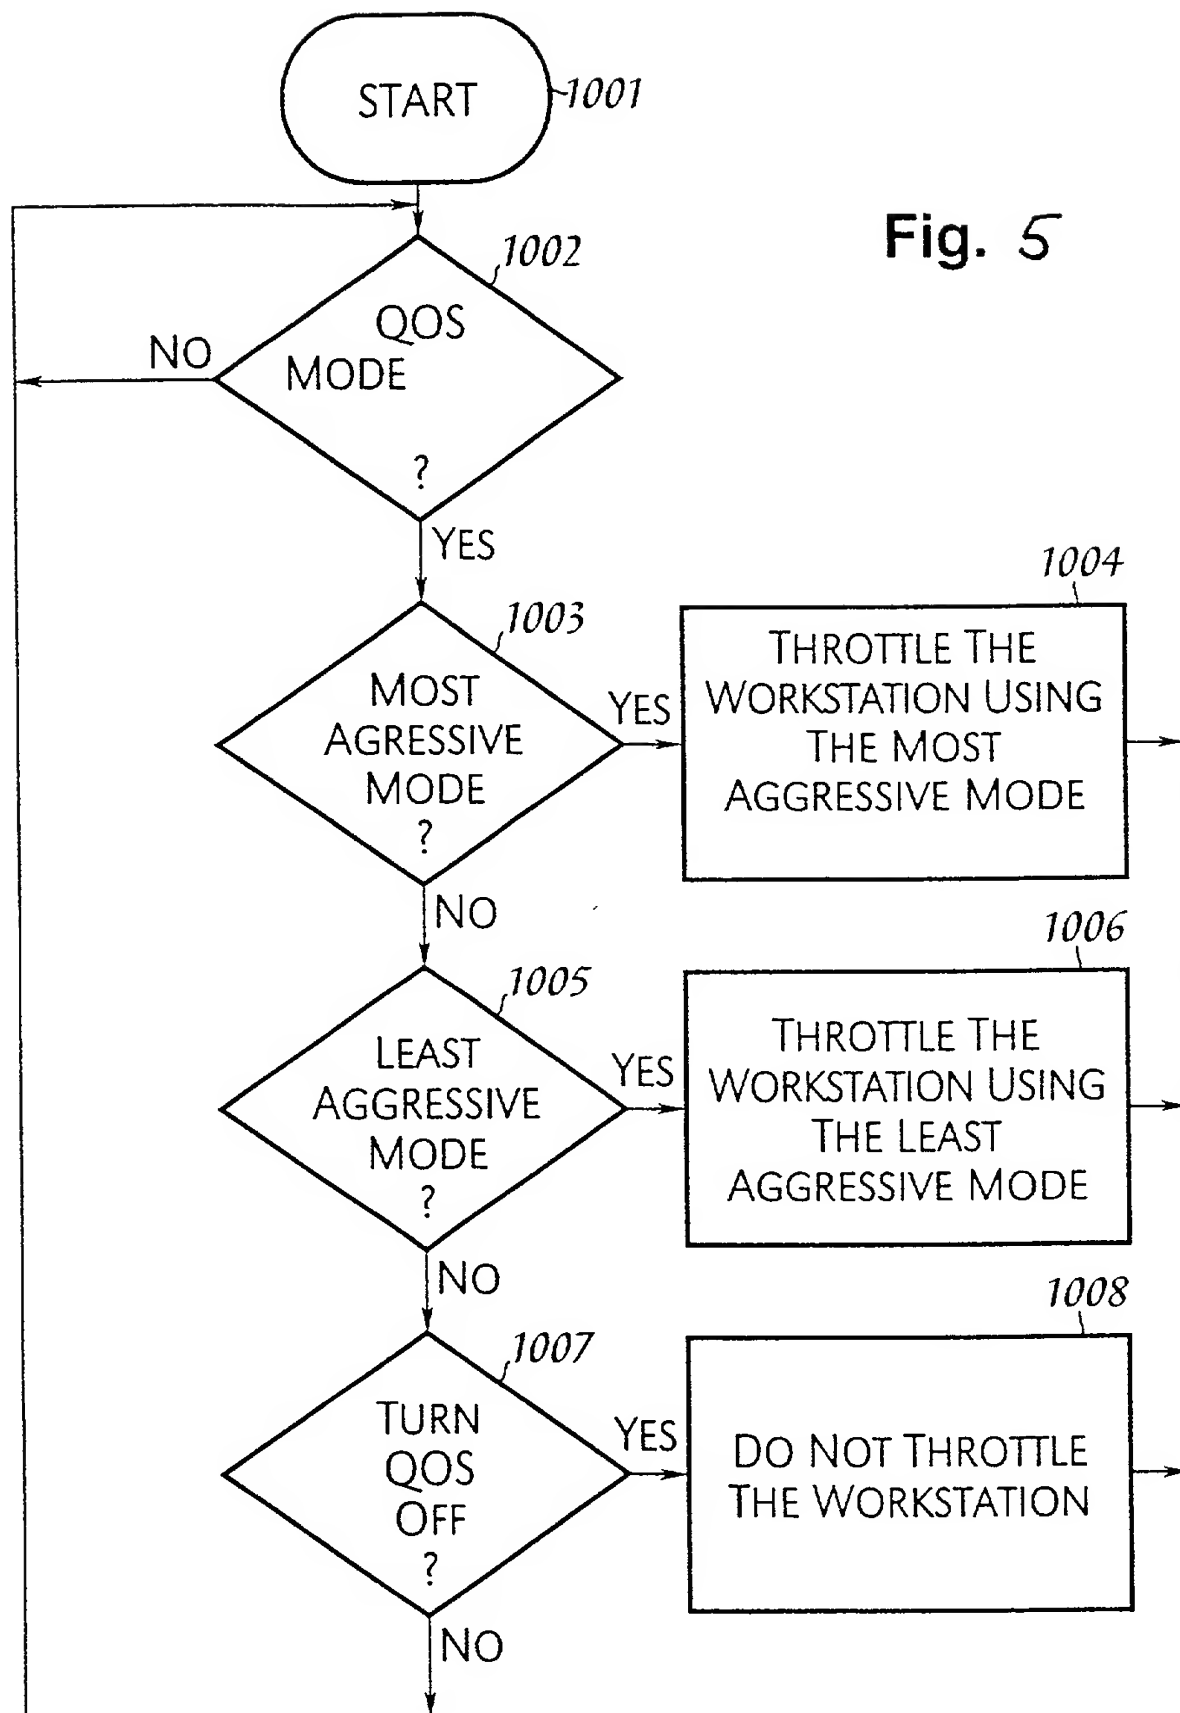 START
1001
Fig. 5
1002
QOS
MODE
?
NO
YES
1003
MOST
AGRESSIVE
MODE
?
YES
1004
THROTTLE THE
WORKSTATION USING
THE MOST
AGGRESSIVE MODE
NO
1005
LEAST
AGGRESSIVE
MODE
?
YES
1006
THROTTLE THE
WORKSTATION USING
THE LEAST
AGGRESSIVE MODE
NO
1007
TURN
QOS
OFF
?
YES
1008
DO NOT THROTTLE
THE WORKSTATION
NO